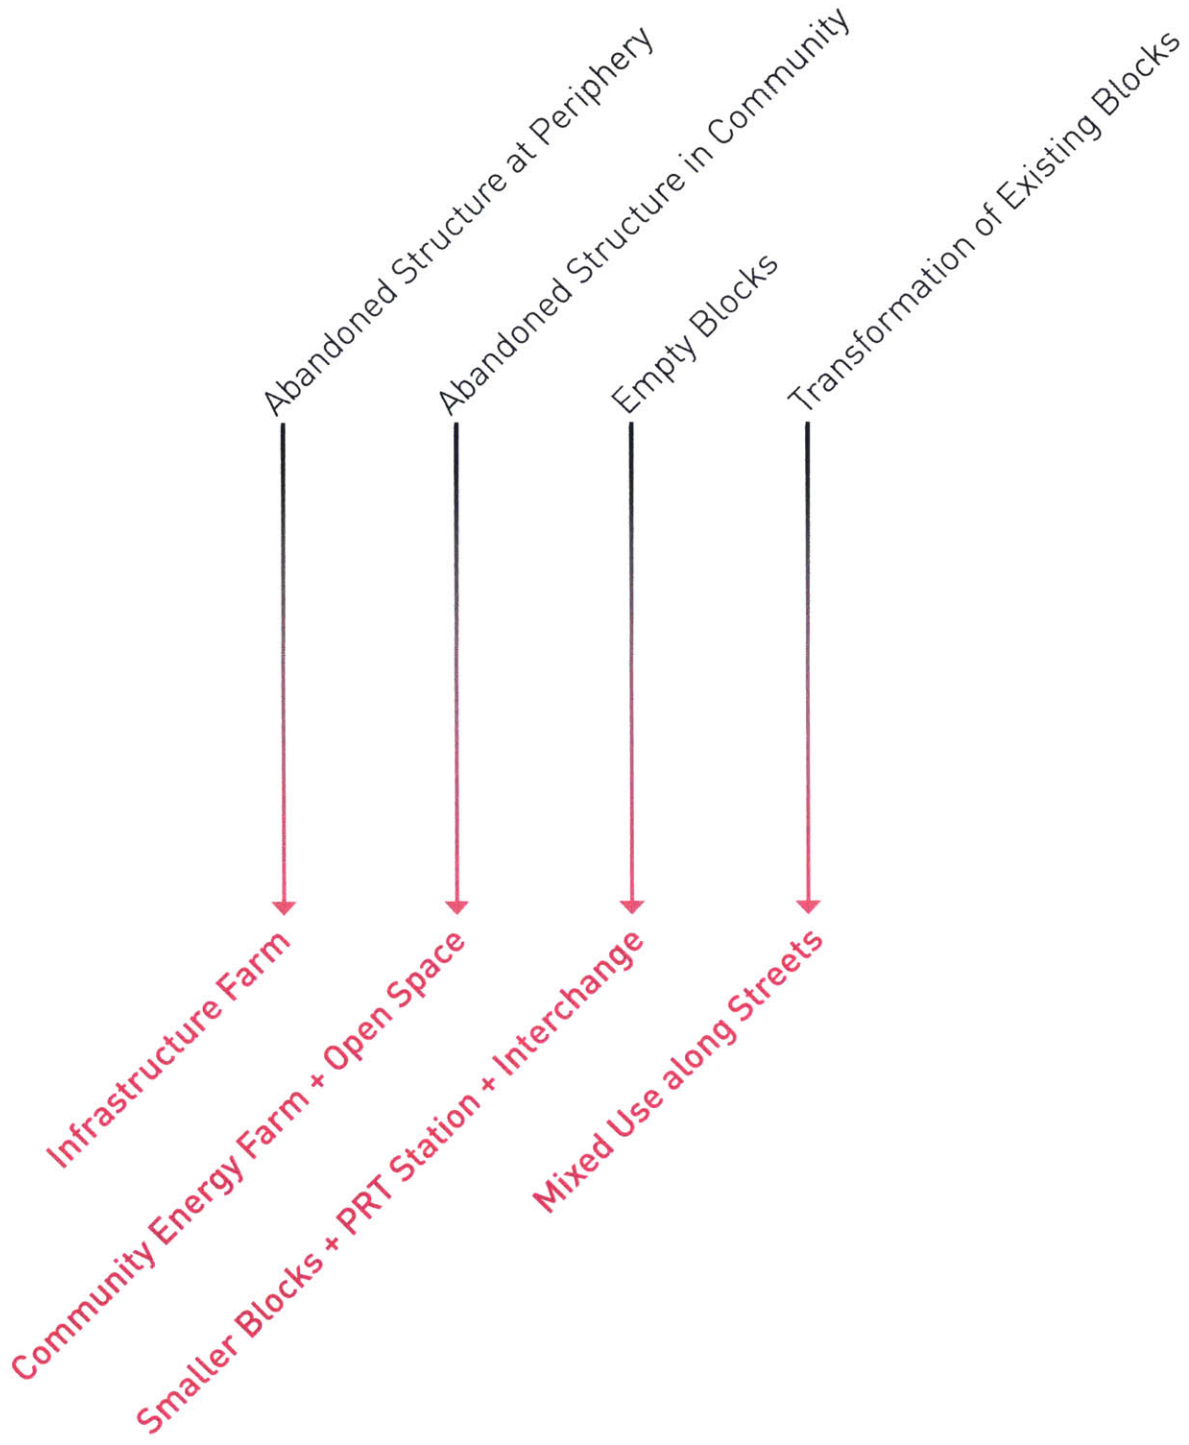 Abandoned Structure at Periphery
Abandoned Structure in Community
Empty Blocks
Transformation of Existing Blocks
Infrastructure Farm
Community Energy Farm + Open Space
Smaller Blocks + PRT Station + Interchange
Mixed Use along Streets